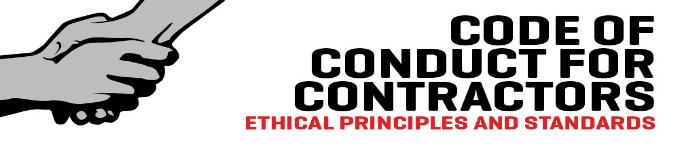 CODE OF
CONDUCT FOR
CONTRACTORS
ETHICAL PRINCIPLES AND STANDARDS